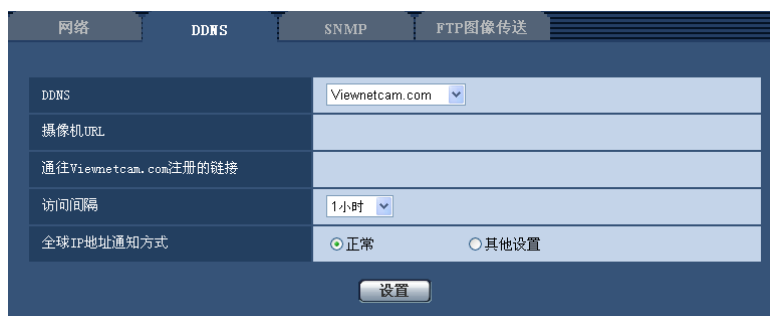 网络 DDNS SNMP FTP图像传送
DDNS Viewnetcam.com
摄像机URL
通往Viewnetcam.com注册的链接
访问间隔 1小时
全球IP地址通知方式 正常 其他设置
设置